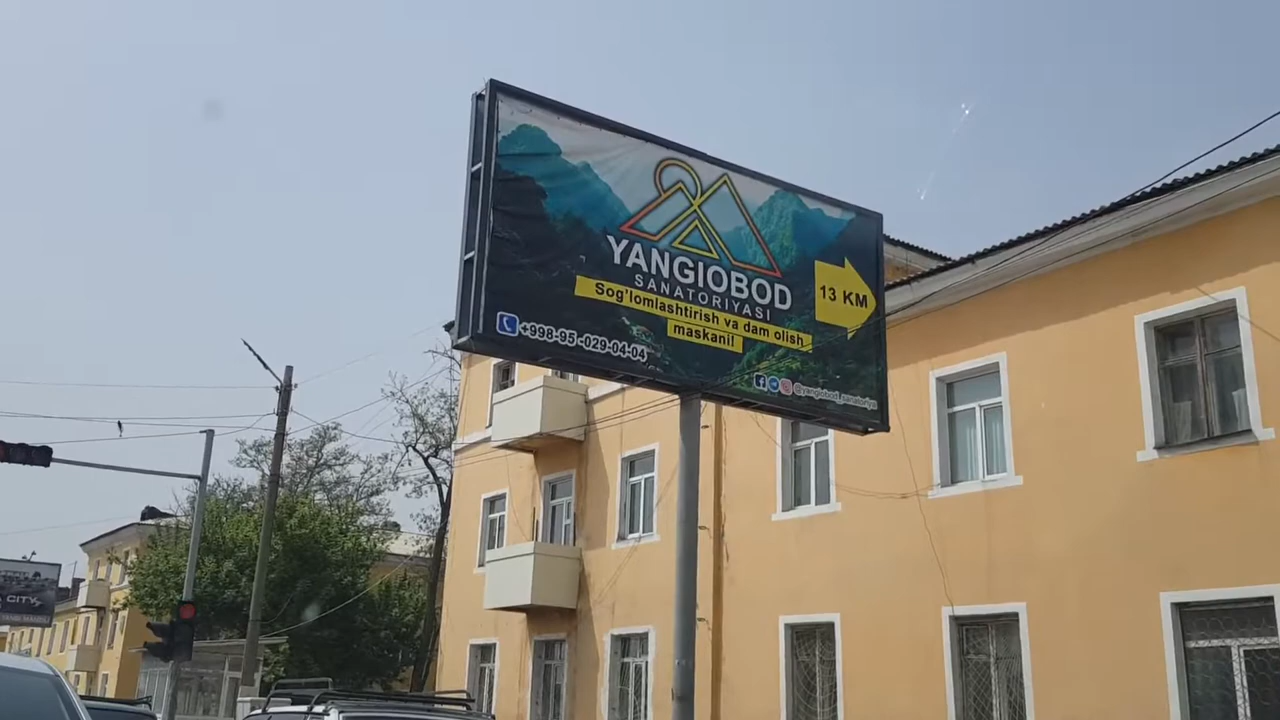 YANGIOBOD
SANATORIYASI
Sog'lomlashtirish va dam olish
maskani!
13 KM
+998-95-029-04-04
@yangiobod_sanatoriya
CITY